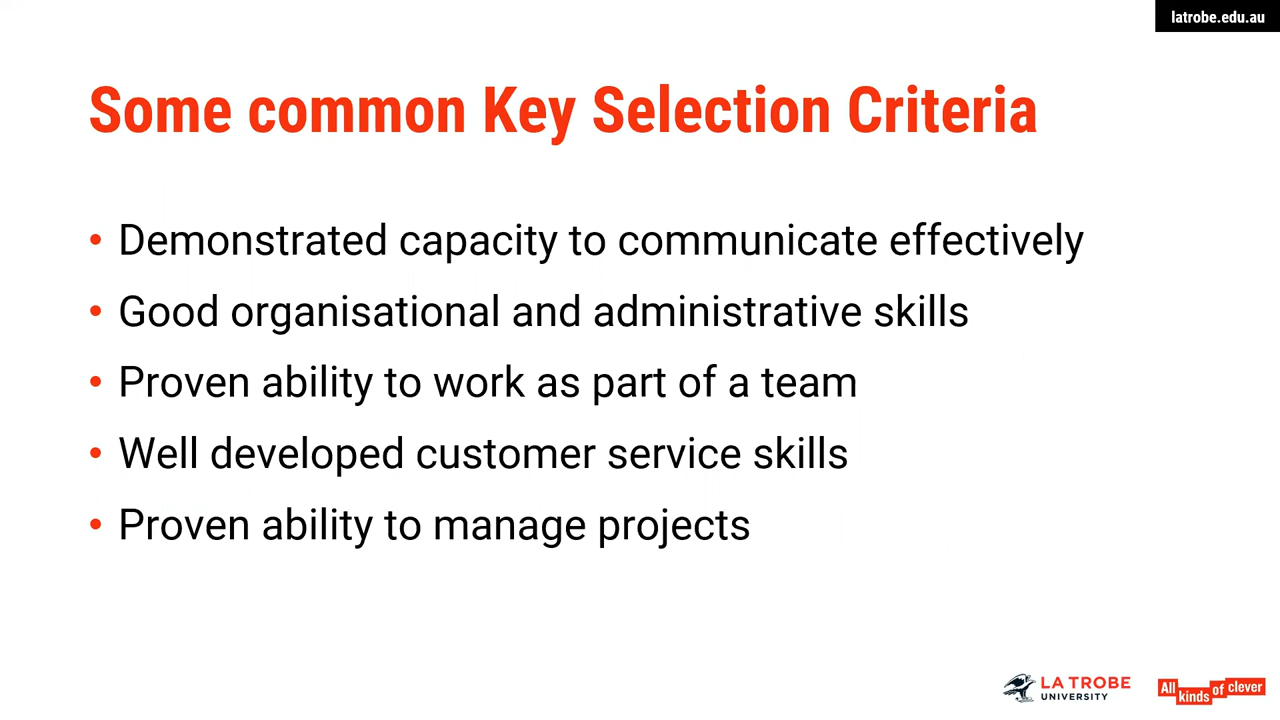 latrobe.edu.au
Some common Key Selection Criteria
• Demonstrated capacity to communicate effectively
• Good organisational and administrative skills
• Proven ability to work as part of a team
• Well developed customer service skills
• Proven ability to manage projects
LA TROBE
UNIVERSITY
All kinds of clever